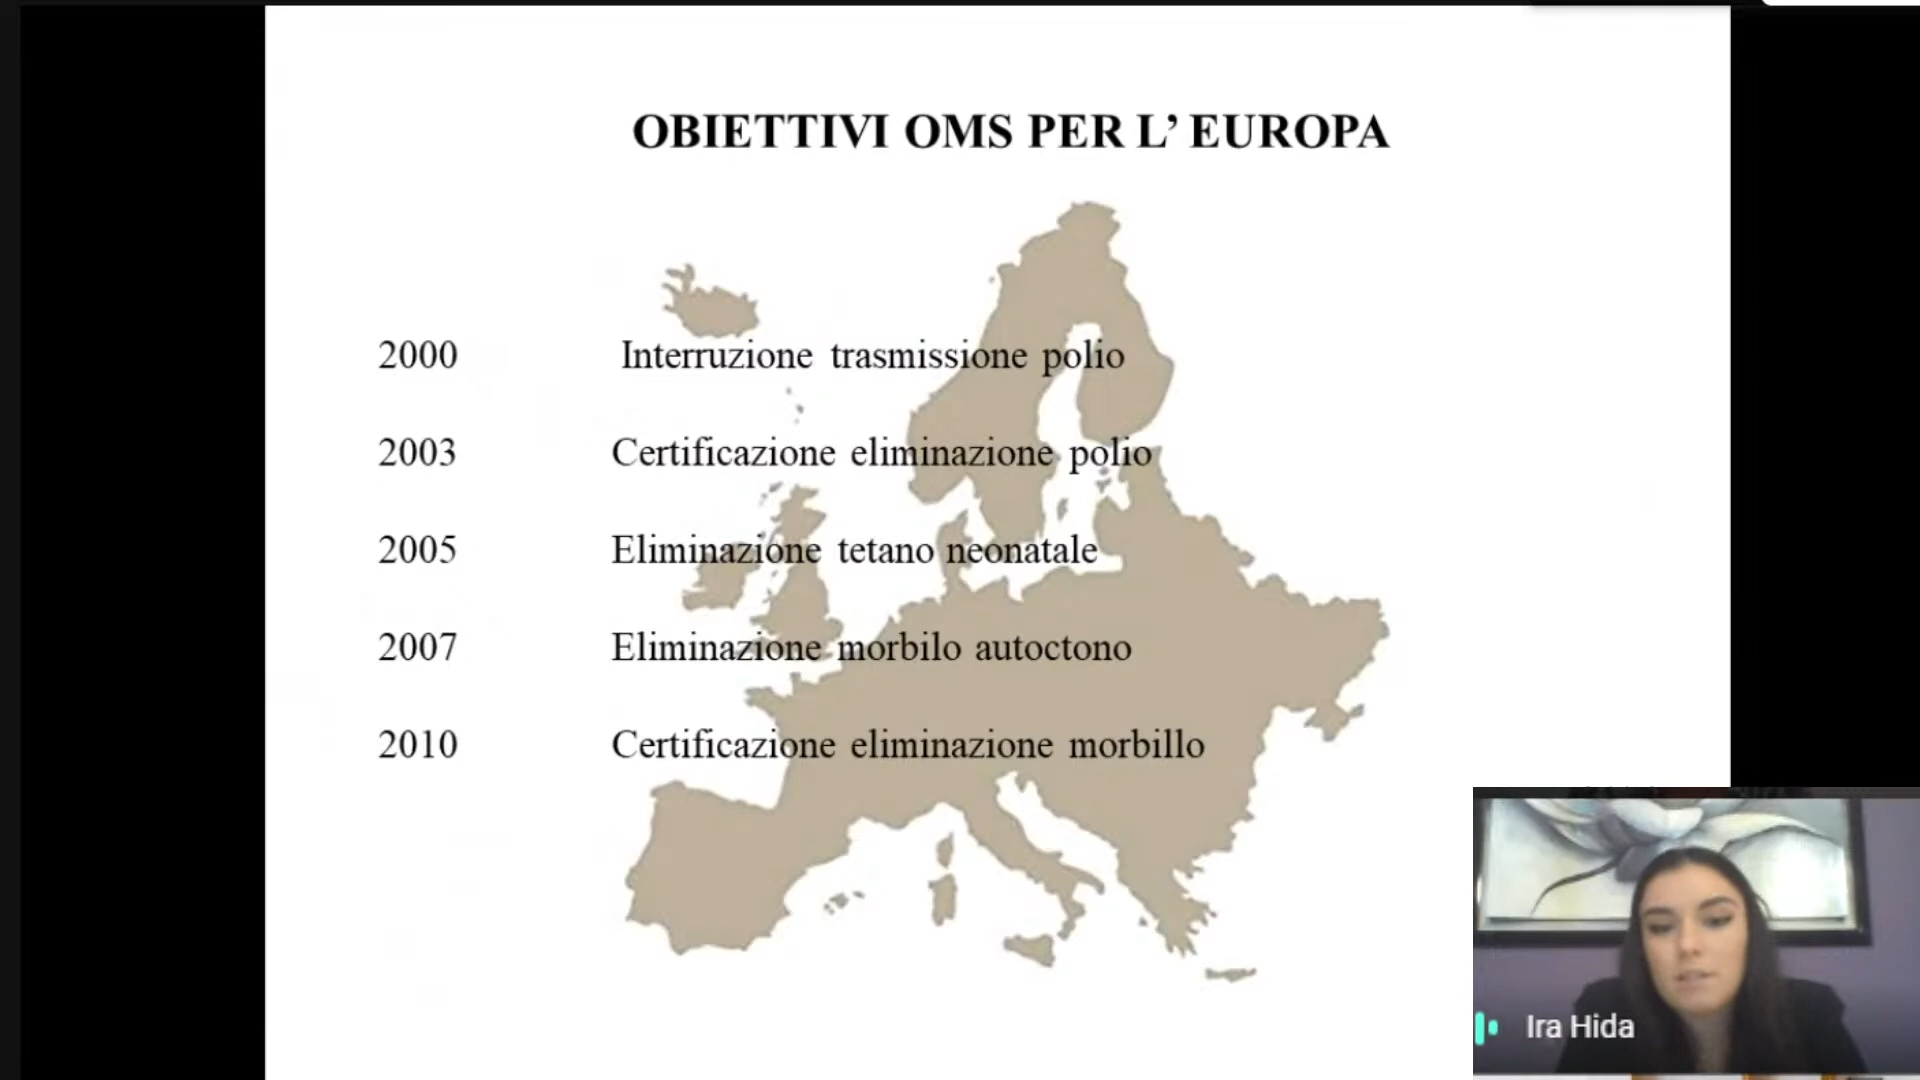 OBIETTIVI OMS PER L’ EUROPA
2000 Interruzione trasmissione polio
2003 Certificazione eliminazione polio
2005 Eliminazione tetano neonatale
2007 Eliminazione morbilo autoctono
2010 Certificazione eliminazione morbillo
Ira Hida